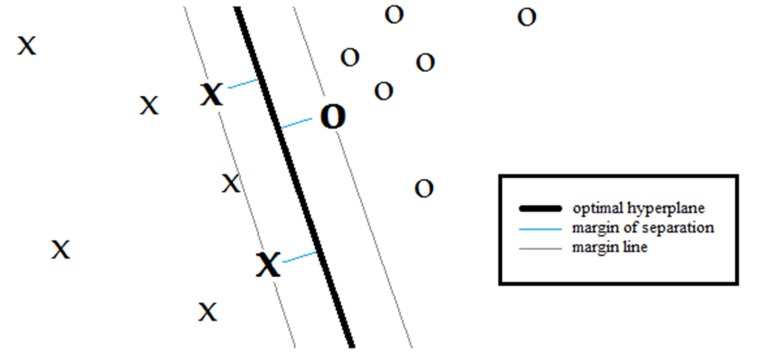 o
o
x
o
o
o
x
x
o
x
o
x
x
x
optimal hyperplane
margin of separation
margin line